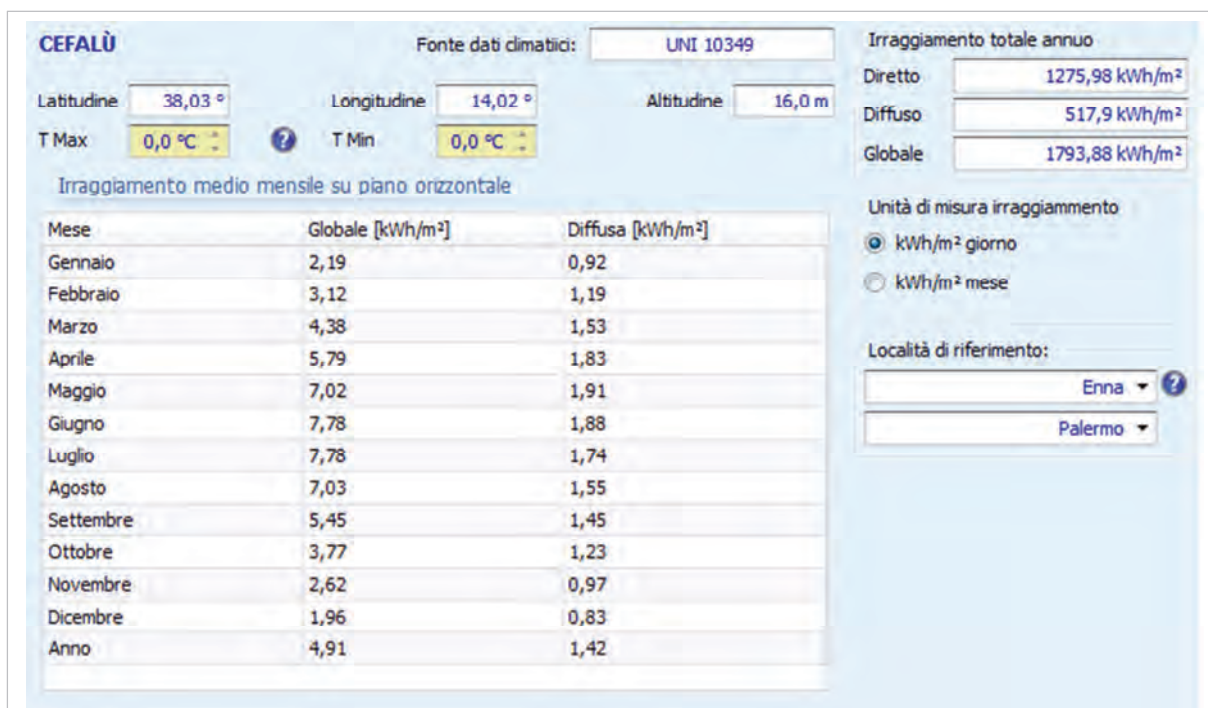 CEFALÙ Fonte dati climatiici: UNI 10349
Latitudine 38,03 ° Longitudine 14,02 ° Altitudine 16,0 m
T Max 0,0 °C T Min 0,0 °C
Irraggiamento medio mensile su piano orizzontale
Mese Globale [kWh/m²] Diffusa [kWh/m²]
Gennaio 2,19 0,92
Febbraio 3,12 1,19
Marzo 4,38 1,53
Aprile 5,79 1,83
Maggio 7,02 1,91
Giugno 7,78 1,88
Luglio 7,78 1,74
Agosto 7,03 1,55
Settembre 5,45 1,45
Ottobre 3,77 1,23
Novembre 2,62 0,97
Dicembre 1,96 0,83
Anno 4,91 1,42
Irraggiamento totale annuo
Diretto 1275,98 kWh/m²
Diffuso 517,9 kWh/m²
Globale 1793,88 kWh/m²
Unità di misura irraggiammento
kWh/m² giorno
kWh/m² mese
Località di riferimento:
Enna
Palermo